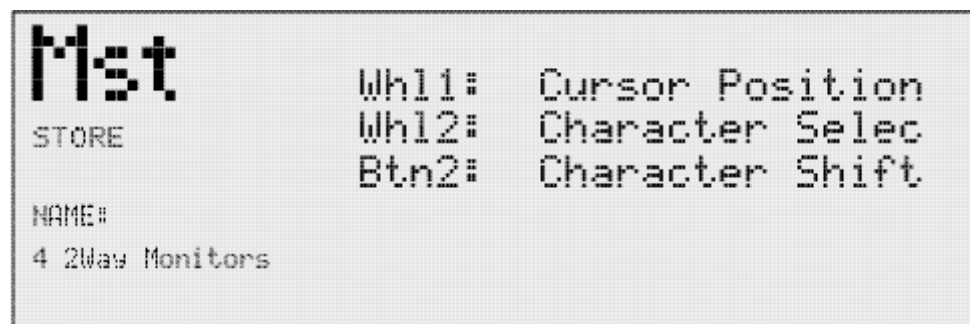 Mst
STORE
Whl1: Cursor Position
Whl2: Character Selec
Btn2: Character Shift
NAME:
4 2Way Monitors